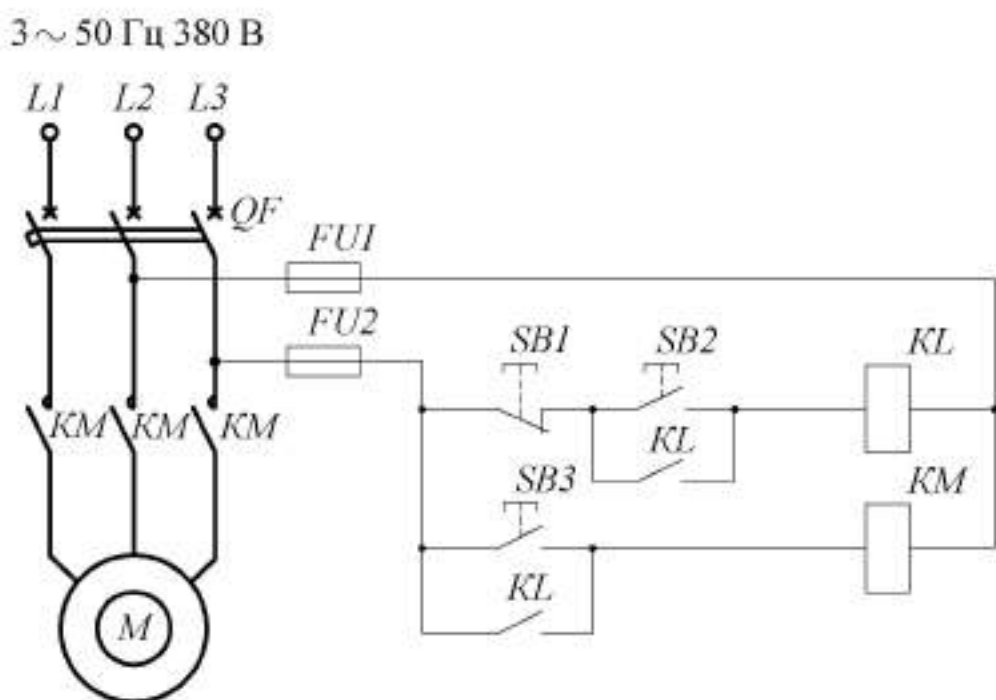 3~ 50 Гц 380 В
L1 L2 L3
QF
FU1
FU2
SB1 SB2 KL
KM KM KM
KL
SB3 KM
KL
M